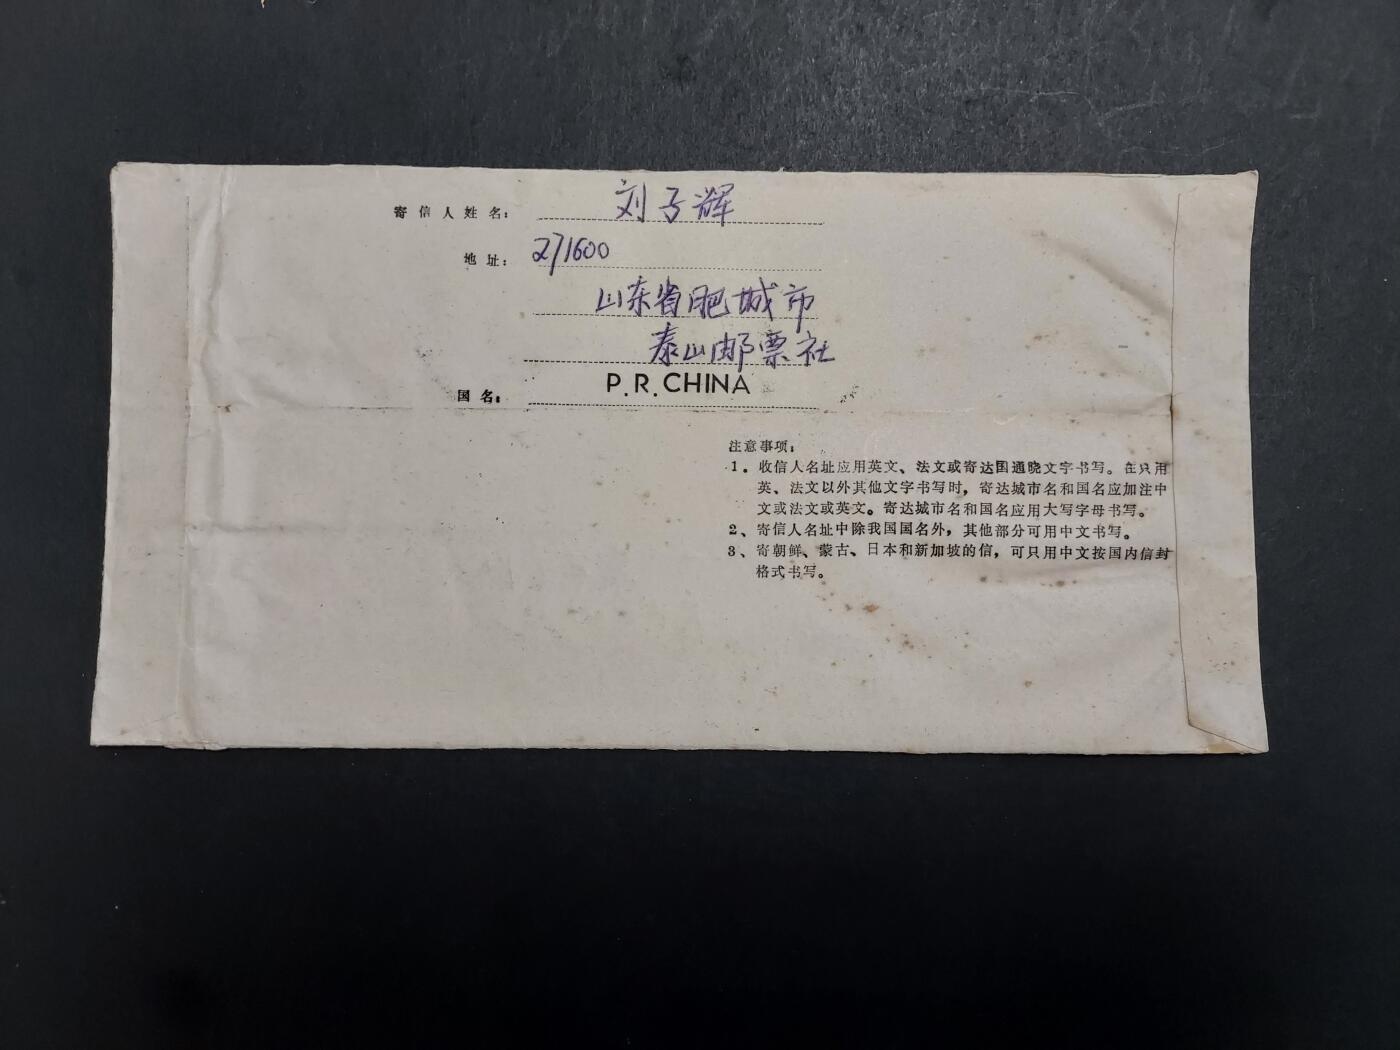 寄信人姓名： 刘子辉
地址： 271600
山东省肥城市
泰山邮票社
国名： P.R.CHINA
注意事项：
1．收信人名址应用英文、法文或寄达国通晓文字书写。在只用
英、法文以外其他文字书写时，寄达城市名和国名应加注中
文或法文或英文。寄达城市名和国名应用大写字母书写。
2、寄信人名址中除我国国名外，其他部分可用中文书写。
3、寄朝鲜、蒙古、日本和新加坡的信，可只用中文按国内信封
格式书写。